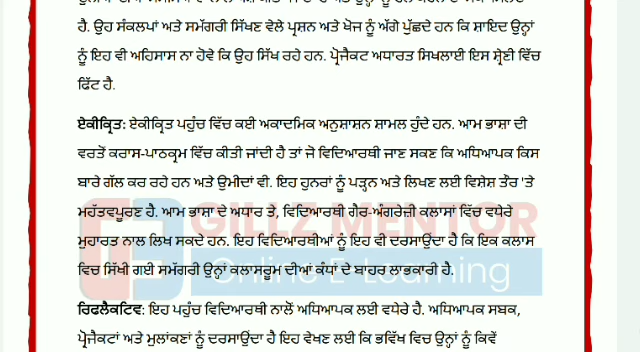 ਹੈ. ਉਹ ਸੰਕਲਪਾਂ ਅਤੇ ਸਮੱਗਰੀ ਸਿੱਖਣ ਵੇਲੇ ਪ੍ਰਸ਼ਨ ਅਤੇ ਖੋਜ ਨੂੰ ਅੱਗੇ ਪੁੱਛਦੇ ਹਨ ਕਿ ਸ਼ਾਇਦ ਉਨ੍ਹਾਂ
ਨੂੰ ਇਹ ਵੀ ਅਹਿਸਾਸ ਨਾ ਹੋਵੇ ਕਿ ਉਹ ਸਿੱਖ ਰਹੇ ਹਨ. ਪ੍ਰੋਜੈਕਟ ਅਧਾਰਤ ਸਿਖਲਾਈ ਇਸ ਸ਼੍ਰੇਣੀ ਵਿੱਚ
ਫਿੱਟ ਹੈ.
ਏਕੀਕ੍ਰਿਤ: ਏਕੀਕ੍ਰਿਤ ਪਹੁੰਚ ਵਿੱਚ ਕਈ ਅਕਾਦਮਿਕ ਅਨੁਸ਼ਾਸ਼ਨ ਸ਼ਾਮਲ ਹੁੰਦੇ ਹਨ. ਆਮ ਭਾਸ਼ਾ ਦੀ
ਵਰਤੋਂ ਕਰਾਸ-ਪਾਠਕ੍ਰਮ ਵਿੱਚ ਕੀਤੀ ਜਾਂਦੀ ਹੈ ਤਾਂ ਜੋ ਵਿਦਿਆਰਥੀ ਜਾਣ ਸਕਣ ਕਿ ਅਧਿਆਪਕ ਕਿਸ
ਬਾਰੇ ਗੱਲ ਕਰ ਰਹੇ ਹਨ ਅਤੇ ਉਮੀਦਾਂ ਵੀ. ਇਹ ਹੁਨਰਾਂ ਨੂੰ ਪੜ੍ਹਨ ਅਤੇ ਲਿਖਣ ਲਈ ਵਿਸ਼ੇਸ਼ ਤੌਰ 'ਤੇ
ਮਹੱਤਵਪੂਰਣ ਹੈ. ਆਮ ਭਾਸ਼ਾ ਦੇ ਅਧਾਰ ਤੇ, ਵਿਦਿਆਰਥੀ ਗੈਰ-ਅੰਗਰੇਜ਼ੀ ਕਲਾਸਾਂ ਵਿੱਚ ਵਧੇਰੇ
GILLZ MENTOR
ਮੁਹਾਰਤ ਨਾਲ ਲਿਖ ਸਕਦੇ ਹਨ. ਇਹ ਵਿਦਿਆਰਥੀਆਂ ਨੂੰ ਇਹ ਵੀ ਦਰਸਾਉਂਦਾ ਹੈ ਕਿ ਇਕ ਕਲਾਸ
ਵਿਚ ਸਿੱਖੀ ਗਈ ਸਮੱਗਰੀ ਉਨ੍ਹਾਂ ਕਲਾਸਰੂਮ ਦੀਆਂ ਕੰਧਾਂ ਦੇ ਬਾਹਰ ਲਾਭਕਾਰੀ ਹੈ.
Online E-Learning
ਰਿਫਲੈਕਟਿਵ: ਇਹ ਪਹੁੰਚ ਵਿਦਿਆਰਥੀ ਨਾਲੋਂ ਅਧਿਆਪਕ ਲਈ ਵਧੇਰੇ ਹੈ. ਅਧਿਆਪਕ ਸਬਕ,
ਪ੍ਰੋਜੈਕਟਾਂ ਅਤੇ ਮੁਲਾਂਕਣਾਂ ਨੂੰ ਦਰਸਾਉਂਦਾ ਹੈ ਇਹ ਵੇਖਣ ਲਈ ਕਿ ਭਵਿੱਖ ਵਿਚ ਉਨ੍ਹਾਂ ਨੂੰ ਕਿਵੇਂ